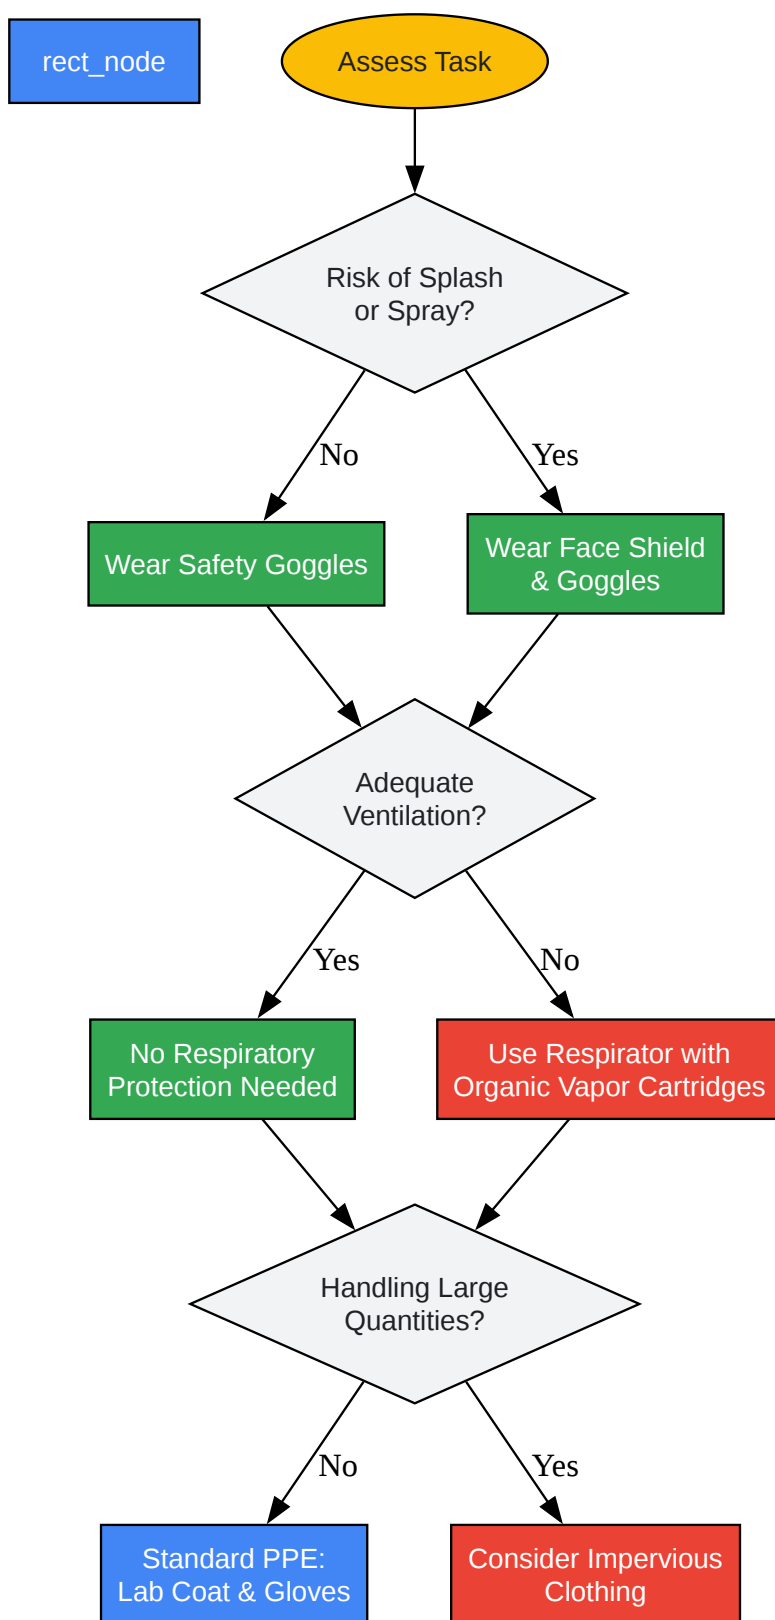 rect_node
Assess Task
Risk of Splash
or Spray?
No
Yes
Wear Safety Goggles
Wear Face Shield
& Goggles
Adequate
Ventilation?
Yes
No
No Respiratory
Protection Needed
Use Respirator with
Organic Vapor Cartridges
Handling Large
Quantities?
No
Yes
Standard PPE:
Lab Coat & Gloves
Consider Impervious
Clothing